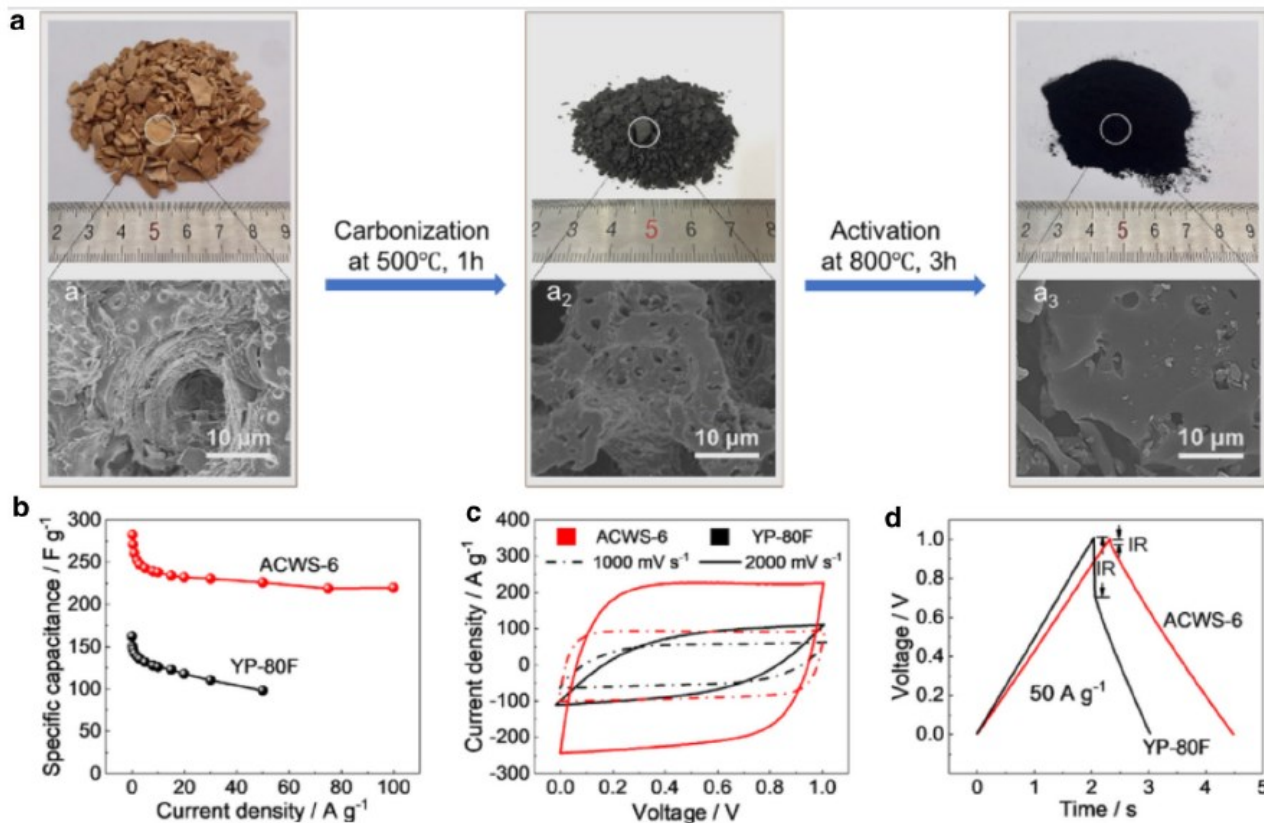 a
2 3 4 5 6 7 8 9
2 3 4 5 6 7 8 9
2 3 4 5 6 7 8 9
Carbonization
at 500℃, 1h
Activation
at 800℃, 3h
a
10 μm
a2
10 μm
a3
10 μm
b
Specific capacitance / F g-1
300
250
200
150
100
50
0
ACWS-6
YP-80F
0 20 40 60 80 100
Current density / A g-1
c
Current density / A g-1
400
300
200
100
0
-100
-200
-300
ACWS-6 YP-80F
1000 mV s-1 2000 mV s-1
0.0 0.2 0.4 0.6 0.8 1.0
Voltage / V
d
Voltage / V
1.0
0.8
0.6
0.4
0.2
0.0
IR
IR
ACWS-6
50 A g-1
YP-80F
0 1 2 3 4 5
Time / s